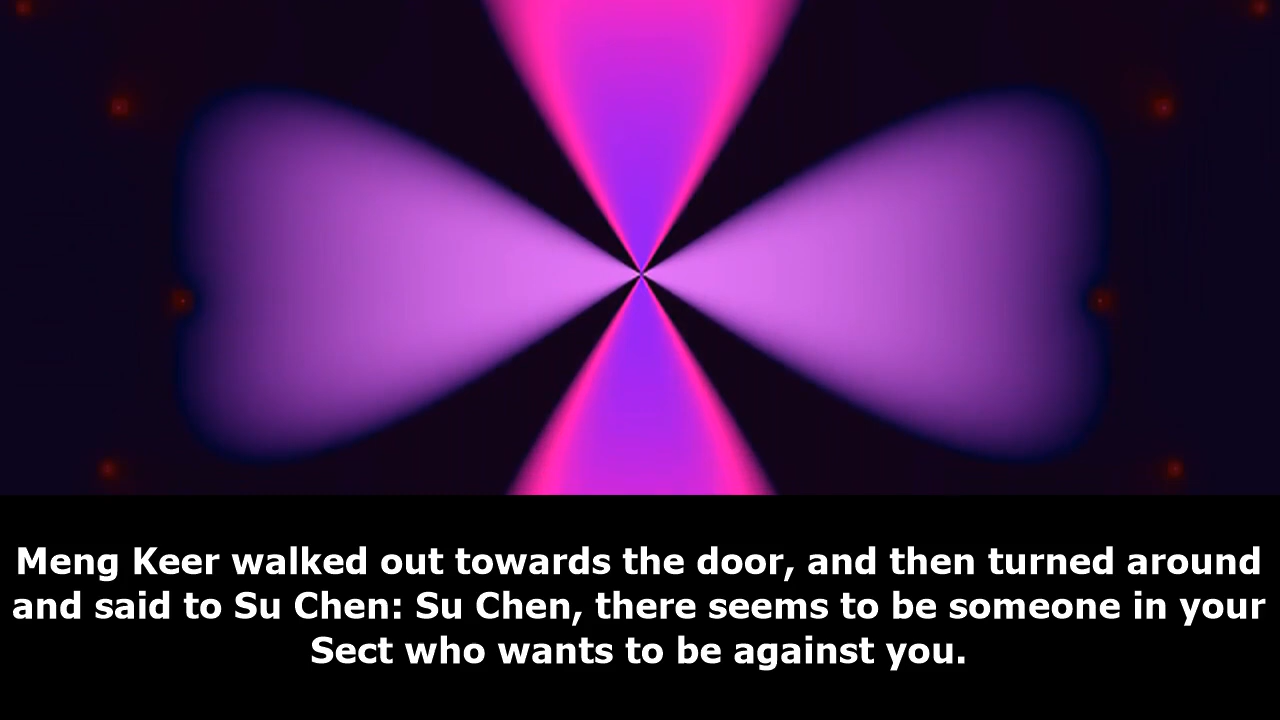 Meng Keer walked out towards the door, and then turned around
and said to Su Chen: Su Chen, there seems to be someone in your
Sect who wants to be against you.